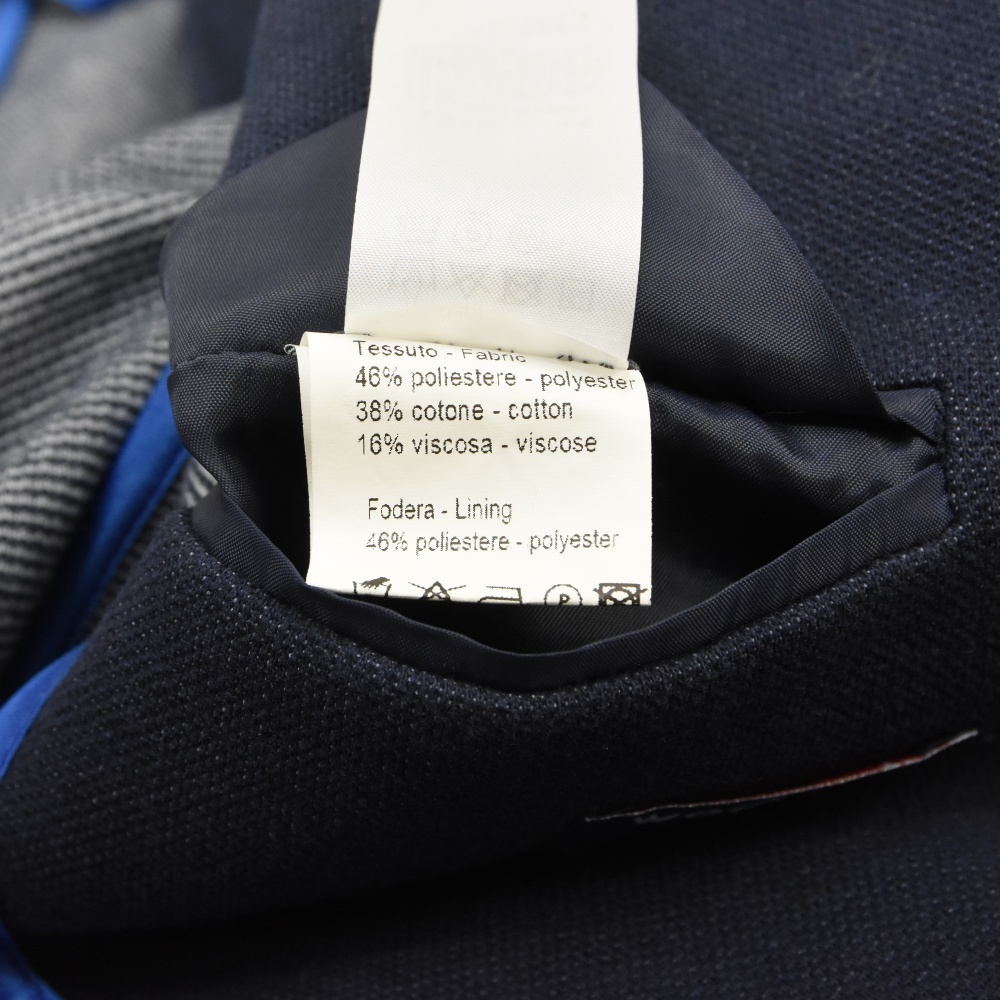 Tessuto - Fabric
46% poliestere - polyester
38% cotone - cotton
16% viscosa - viscose
Fodera - Lining
46% poliestere - polyester
P